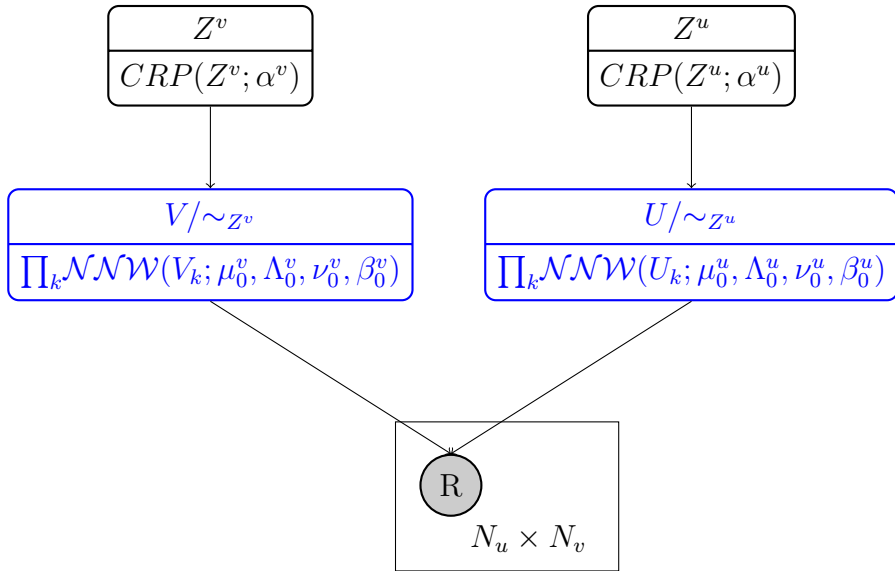 Z^v
CRP(Z^v; α^v)
Z^u
CRP(Z^u; α^u)
V/∼_{Z^v}
∏_k 𝒩𝒩𝒲(V_k; μ_0^v, Λ_0^v, ν_0^v, β_0^v)
U/∼_{Z^u}
∏_k 𝒩𝒩𝒲(U_k; μ_0^u, Λ_0^u, ν_0^u, β_0^u)
R
N_u × N_v